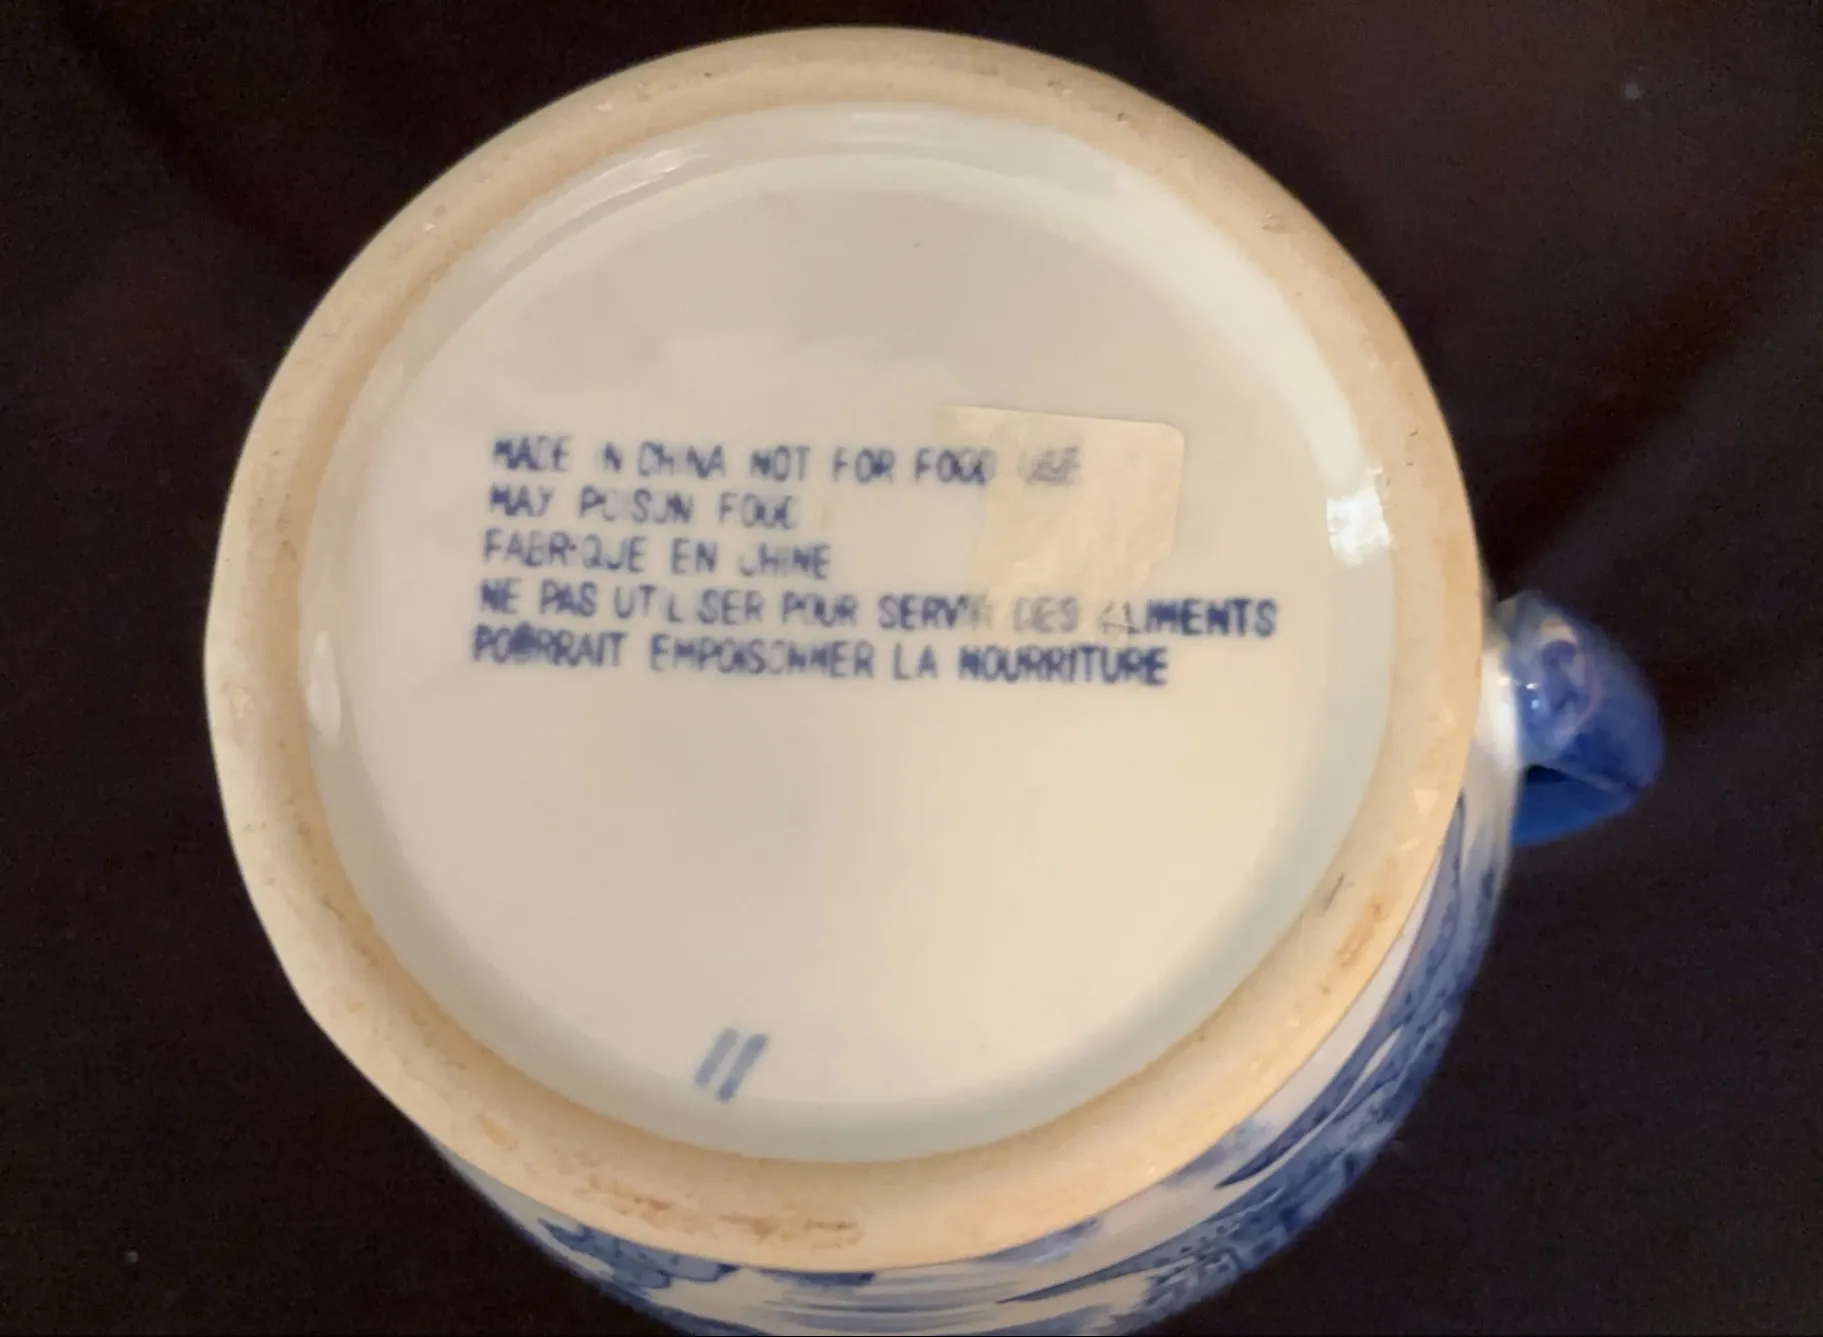 MADE IN CHINA NOT FOR FOOD USE
MAY POISON FOOD
FABRIQUE EN CHINE
NE PAS UTILISER POUR SERVIR DES ALIMENTS
POURRAIT EMPOISONNER LA NOURRITURE